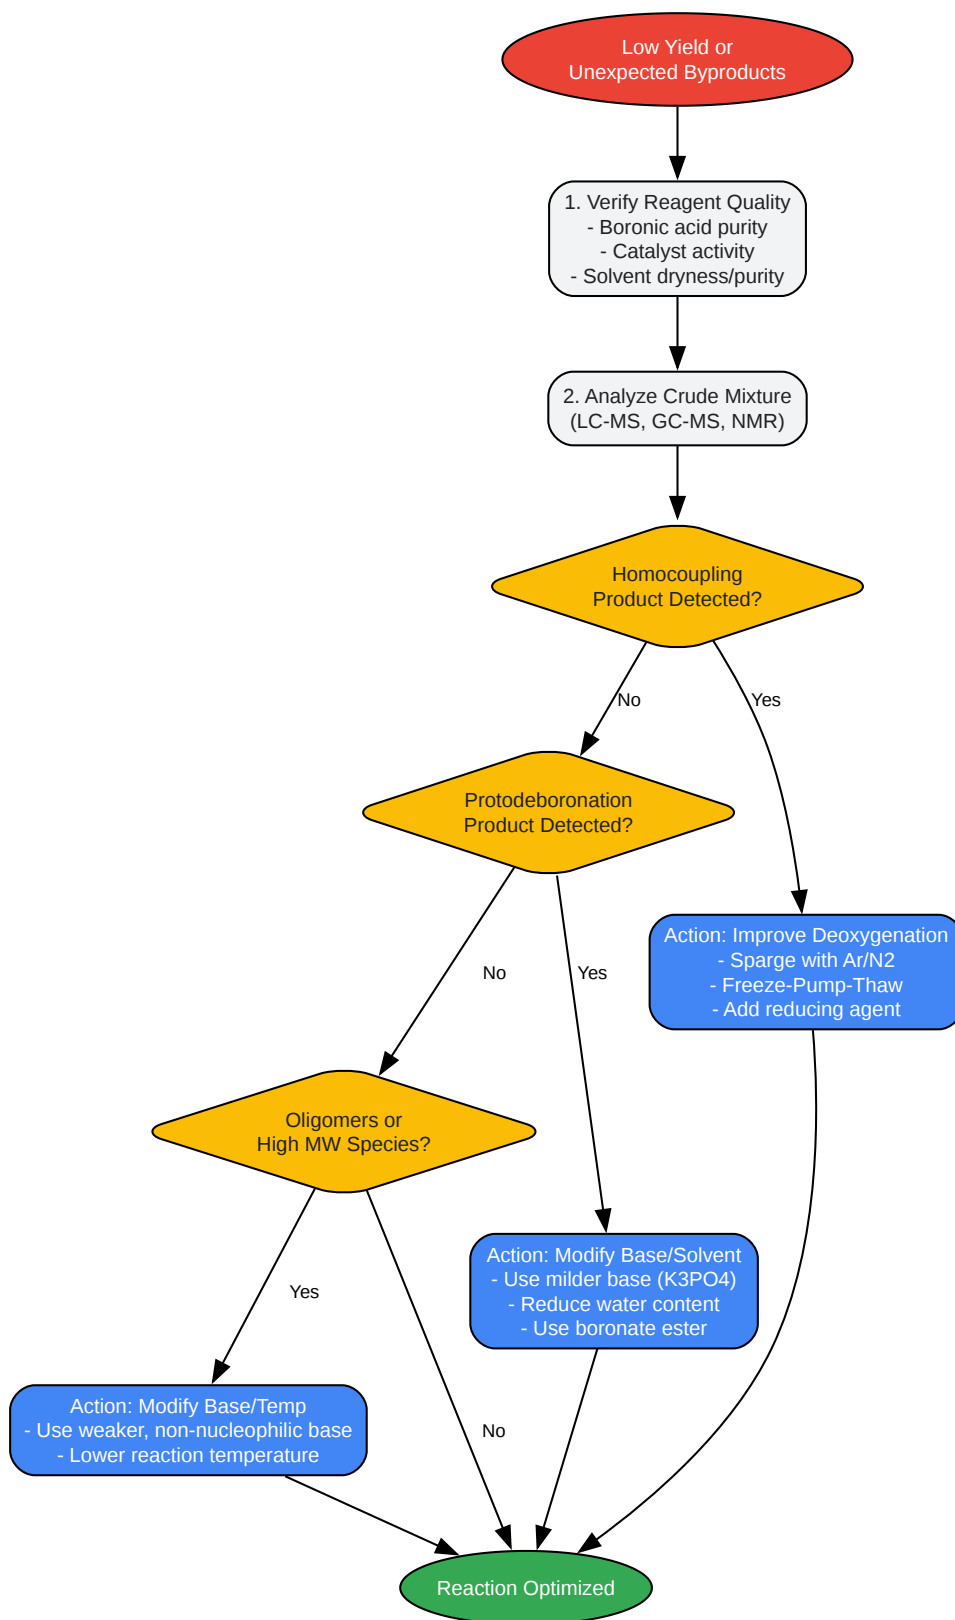 Low Yield or
Unexpected Byproducts
1. Verify Reagent Quality
- Boronic acid purity
- Catalyst activity
- Solvent dryness/purity
2. Analyze Crude Mixture
(LC-MS, GC-MS, NMR)
Homocoupling
Product Detected?
No
Yes
Protodeboronation
Product Detected?
Action: Improve Deoxygenation
- Sparge with Ar/N2
- Freeze-Pump-Thaw
- Add reducing agent
No
Yes
Oligomers or
High MW Species?
Action: Modify Base/Solvent
- Use milder base (K3PO4)
- Reduce water content
- Use boronate ester
Yes
No
Action: Modify Base/Temp
- Use weaker, non-nucleophilic base
- Lower reaction temperature
Reaction Optimized